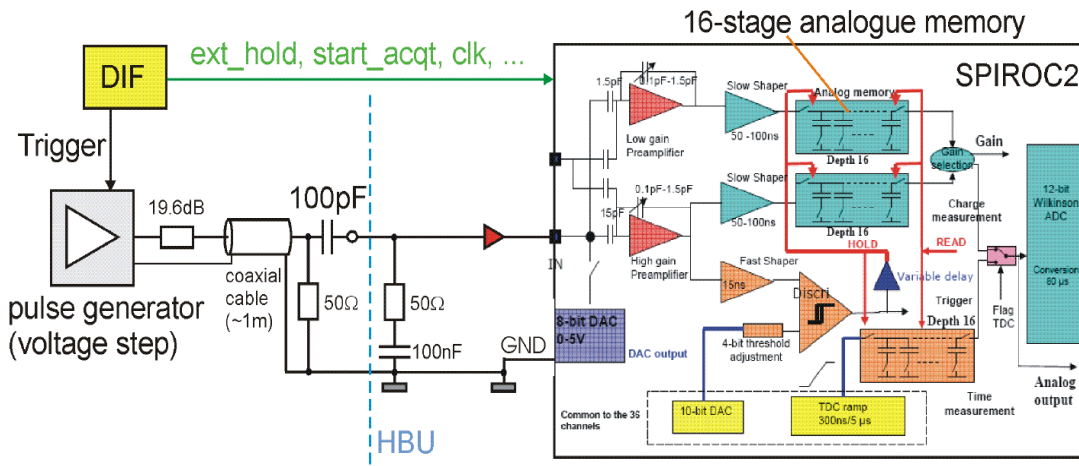 16-stage analogue memory
ext_hold, start_acqt, clk, ...
SPIROC2
DIF
Trigger
19.6dB
100pF
coaxial
cable
(~1m)
50Ω
50Ω
100nF
pulse generator
(voltage step)
HBU
GND
IN
1.5pF
0.1pF-1.5pF
Low gain
Preamplifier
Slow Shaper
50 -100ns
Analog memory
Depth 16
0.1pF-1.5pF
15pF
High gain
Preamplifier
Slow Shaper
50-100ns
Depth 16
Gain
selection
Gain
Charge
measurement
12-bit
Wilkinson
ADC
Conversion
80 µs
HOLD
READ
Fast Shaper
15ns
Discri
Variable delay
Trigger
Depth 16
Flag
TDC
8-bit DAC
0-5V
DAC output
4-bit threshold
adjustment
Common to the 36
channels
10-bit DAC
TDC ramp
300ns/5 µs
Time
measurement
Analog
output